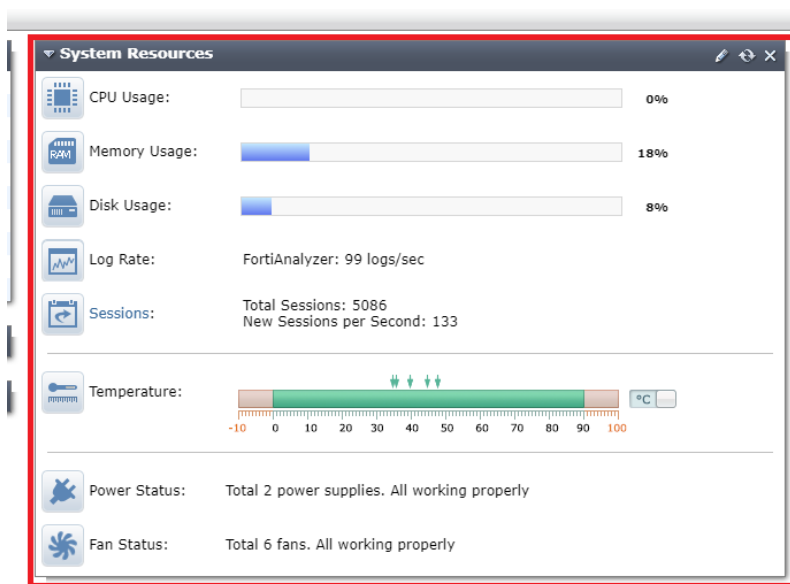 System Resources
CPU Usage: 0%
RAM Memory Usage: 18%
Disk Usage: 8%
Log Rate: FortiAnalyzer: 99 logs/sec
Sessions: Total Sessions: 5086
New Sessions per Second: 133
Temperature: °C
-10 0 10 20 30 40 50 60 70 80 90 100
Power Status: Total 2 power supplies. All working properly
Fan Status: Total 6 fans. All working properly